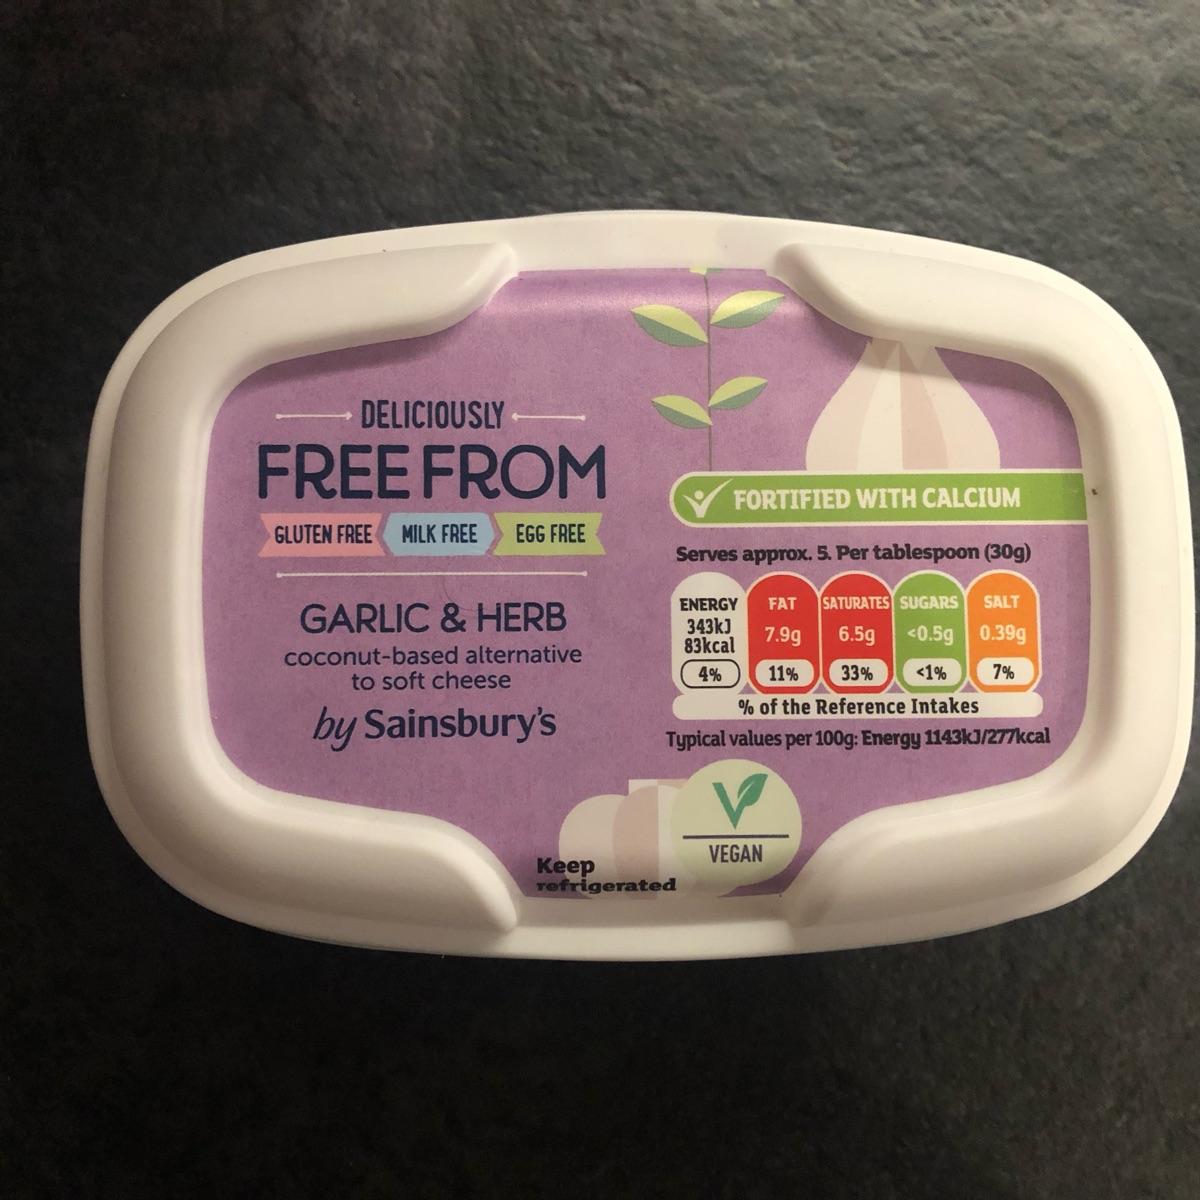 DELICIOUSLY
FREE FROM
GLUTEN FREE MILK FREE EGG FREE
GARLIC & HERB
coconut-based alternative
to soft cheese
by Sainsbury's
FORTIFIED WITH CALCIUM
Serves approx. 5. Per tablespoon (30g)
ENERGY FAT SATURATES SUGARS SALT
343kJ 7.9g 6.5g <0.5g 0.39g
83kcal
4% 11% 33% <1% 7%
% of the Reference Intakes
Typical values per 100g: Energy 1143kJ/277kcal
VEGAN
Keep
refrigerated